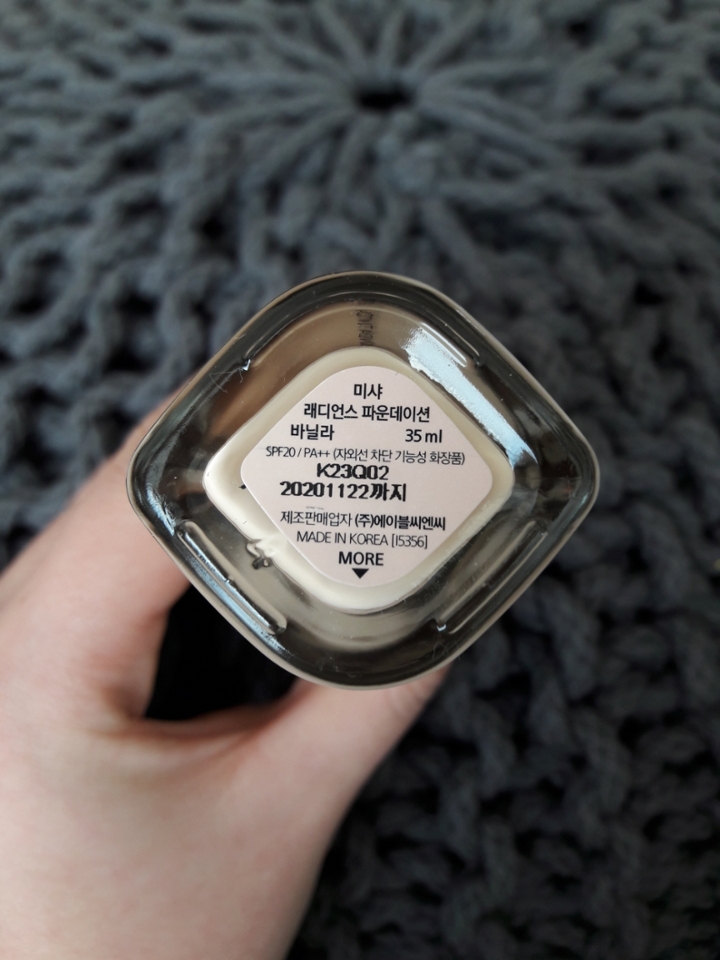 미샤
래디언스 파운데이션
바닐라 35 ml
SPF20 / PA++ (자외선 차단 기능성 화장품)
K23Q02
20201122까지
제조판매업자 (주)에이블씨엔씨
MADE IN KOREA [I5356]
MORE